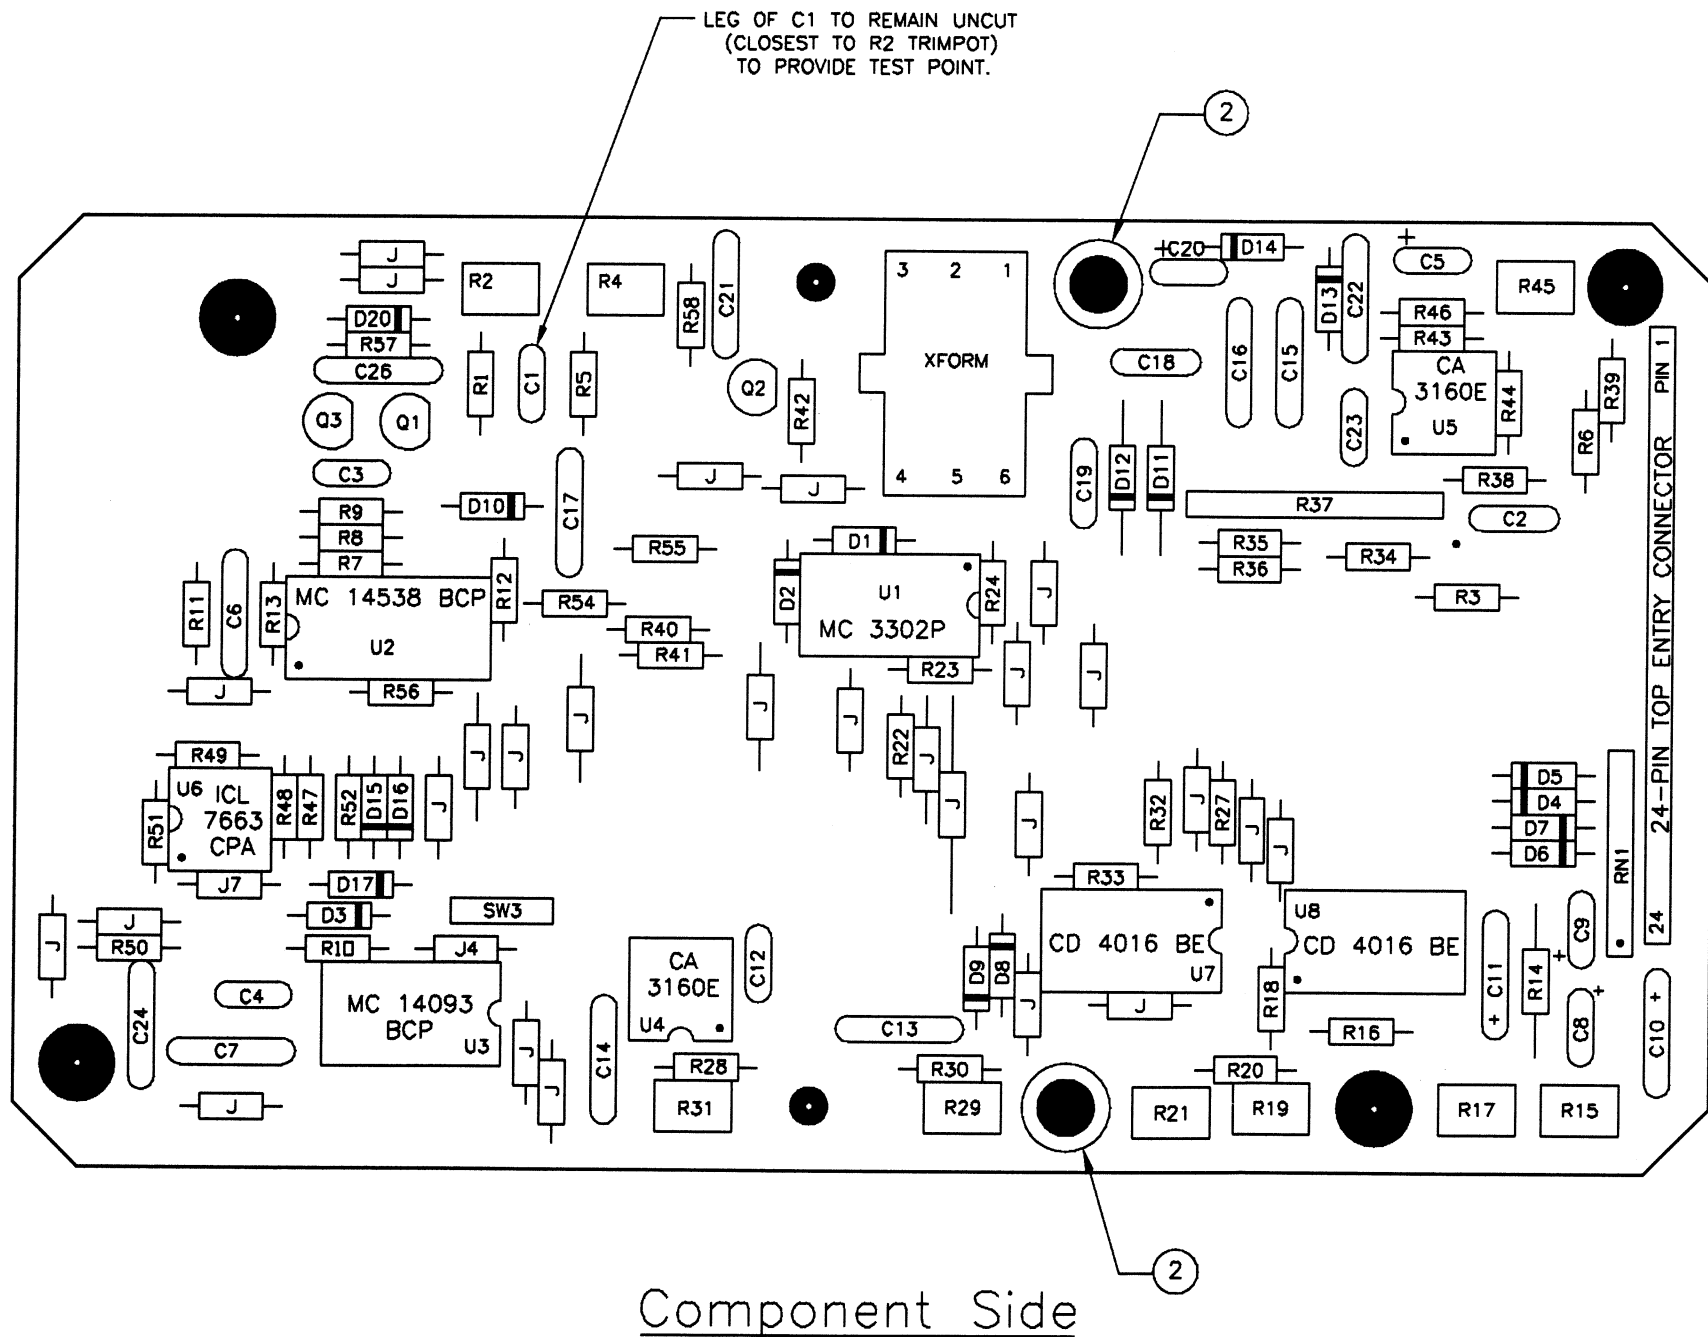 LEG OF C1 TO REMAIN UNCUT
(CLOSEST TO R2 TRIMPOT)
TO PROVIDE TEST POINT.
2
J
J
R2
R4
R58
C21
3 2 1
XFORM
4 5 6
+
C20
D14
D13
C22
+
C5
R45
D20
R57
C26
R1
C1
R5
Q2
R42
C18
C16
C15
R46
R43
CA
3160E
U5
R44
C23
R39
R6
PIN 1
24-PIN TOP ENTRY CONNECTOR
24
Q3
Q1
C3
J
J
C19
D12
D11
R38
R37
C2
D10
C17
R9
R8
R7
R55
D1
R35
R36
R34
R3
R11
C6
R13
MC 14538 BCP
U2
R12
R54
R40
R41
D2
U1
MC 3302P
R24
J
R23
J
J
J
R56
J
J
J
J
J
R22
J
J
R49
U6
ICL
7663
CPA
R51
R48
R47
R52
D15
D16
J
J
R32
J
R27
J
J
D5
D4
D7
D6
RN1
J7
D17
D3
SW3
R33
J
J
R50
R10
J4
CA
3160E
U4
C12
D9
D8
J
CD 4016 BE
U7
U8
CD 4016 BE
R18
C11
+
R14
C9
+
C24
C4
C7
MC 14093
BCP
U3
J
J
C14
C13
J
R16
C8
+
C10 +
J
R28
R31
R30
R29
R21
R20
R19
R17
R15
2
Component Side